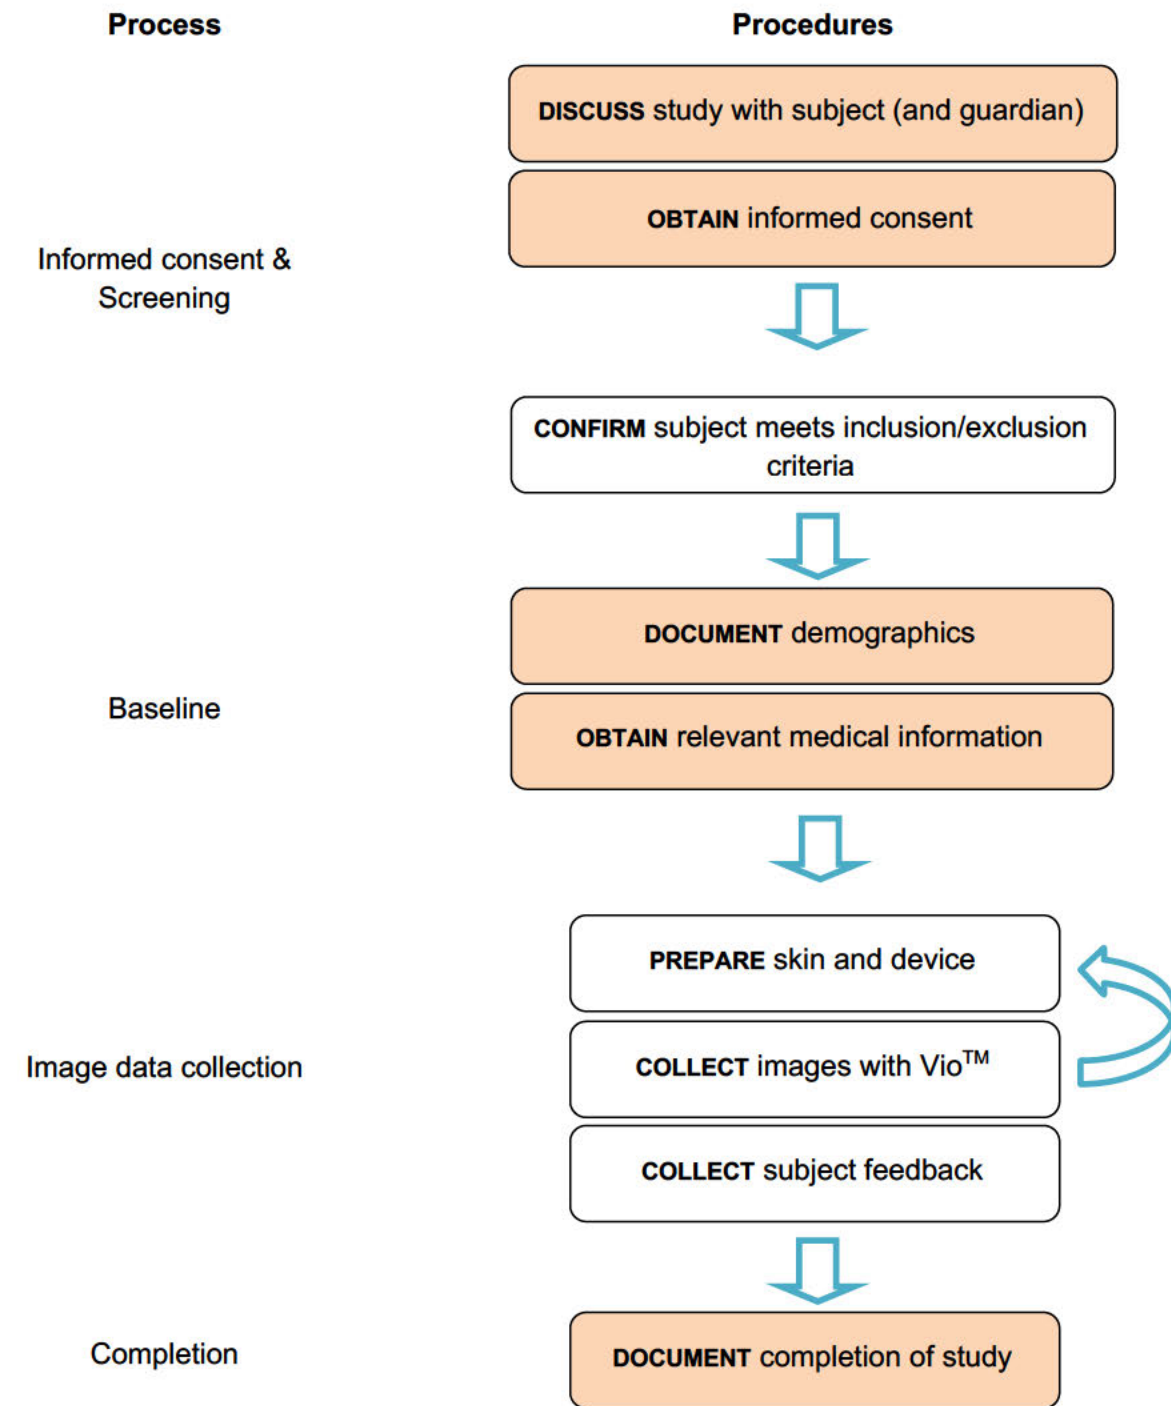 Process
Procedures
DISCUSS study with subject (and guardian)
OBTAIN informed consent
Informed consent &
Screening
CONFIRM subject meets inclusion/exclusion
criteria
DOCUMENT demographics
Baseline
OBTAIN relevant medical information
PREPARE skin and device
Image data collection
COLLECT images with Vio™
COLLECT subject feedback
Completion
DOCUMENT completion of study